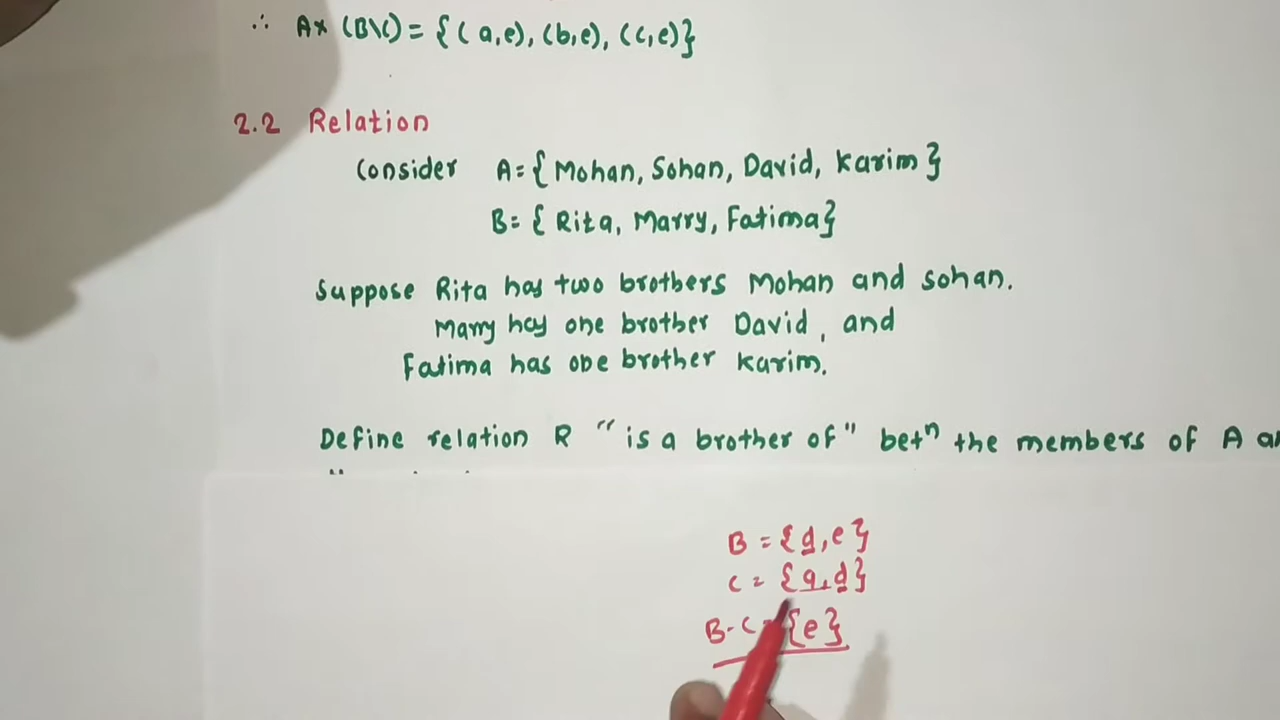 ∴ A× (B\C) = {( a,e), (b,e), (c,e)}
2.2 Relation
Consider A={ Mohan, Sohan, David, Karim }
B= { Rita, Marry, Fatima}
Suppose Rita has two brothers Mohan and sohan.
Marry has one brother David, and
Fatima has one brother Karim.
Define relation R "is a brother of" betⁿ the members of A a
B = {d,e}
C = {a,d}
B-C= {e}